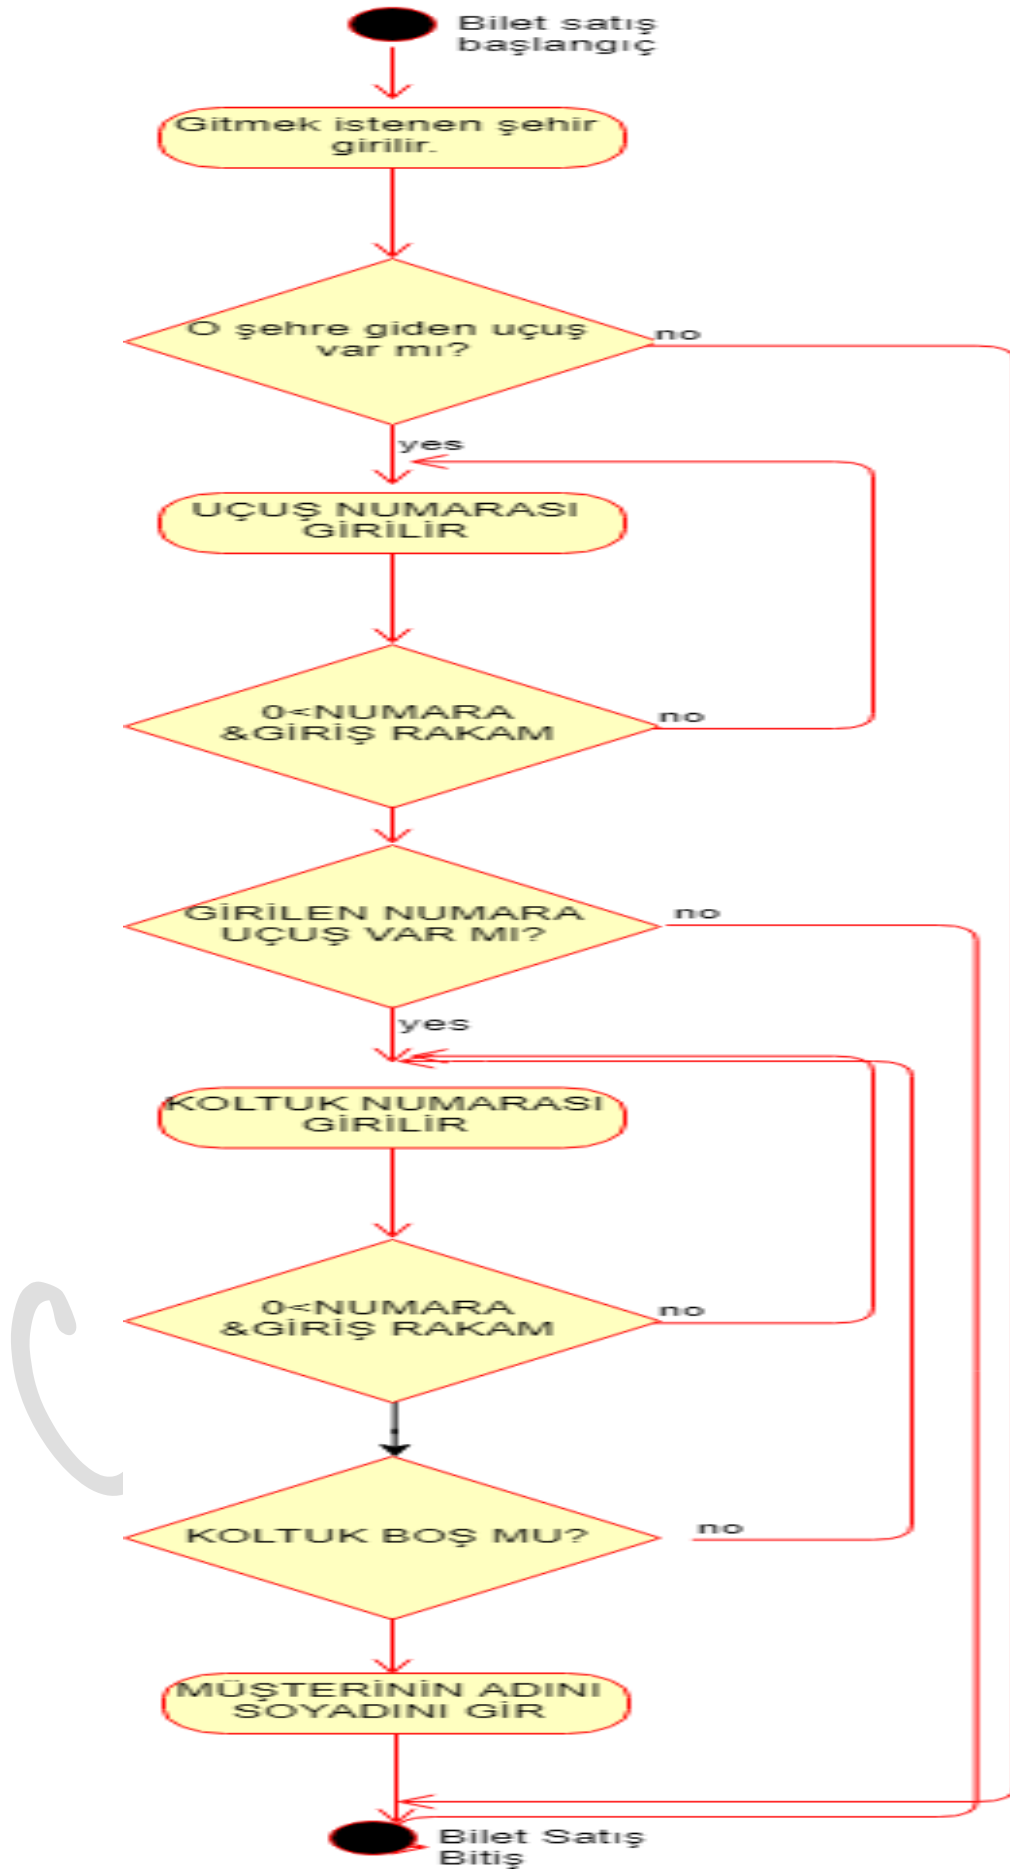 Bilet satış
başlangıç
Gitmek istenen şehir
girilir.
O şehre giden uçuş
var mı?
no
yes
UÇUŞ NUMARASI
GİRİLİR
0<NUMARA
&GİRİŞ RAKAM
no
GİRİLEN NUMARA
UÇUŞ VAR MI?
no
yes
KOLTUK NUMARASI
GİRİLİR
0<NUMARA
&GİRİŞ RAKAM
no
KOLTUK BOŞ MU?
no
MÜŞTERİNİN ADINI
SOYADINI GİR
Bilet Satış
Bitiş